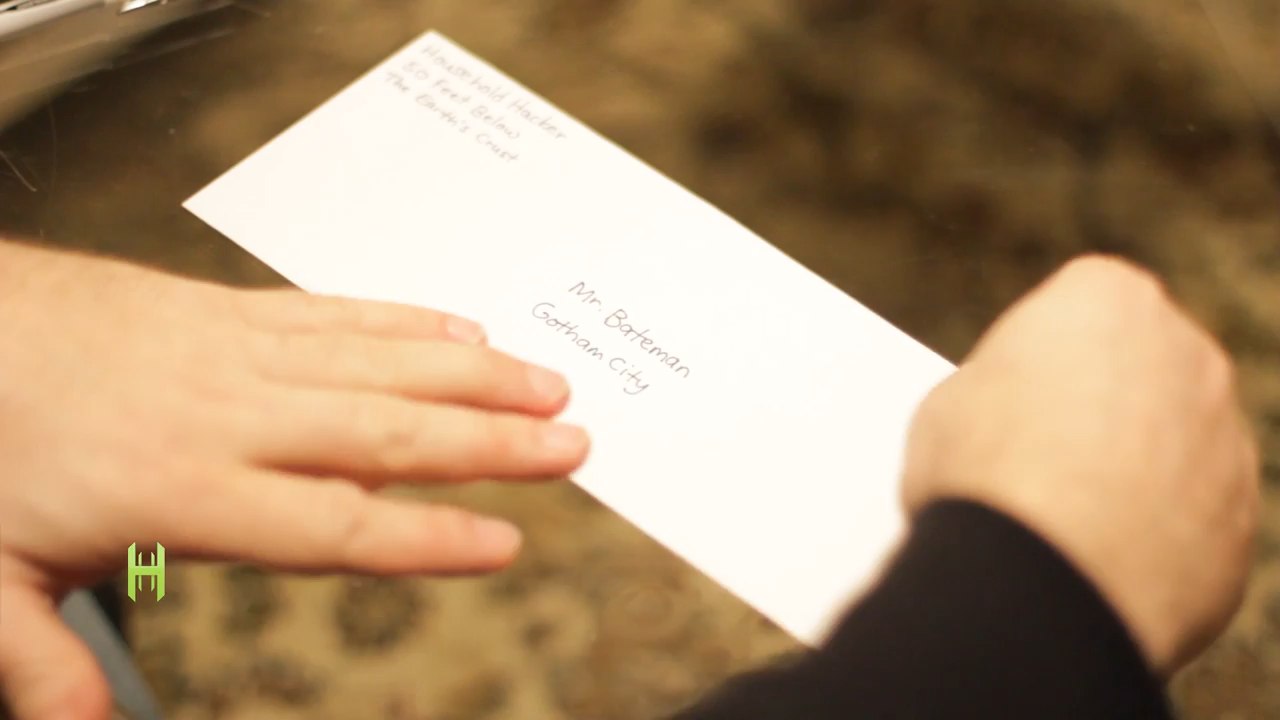 Household Hacker
50 Feet Below
The Earth's Crust
Mr. Bateman
Gotham City